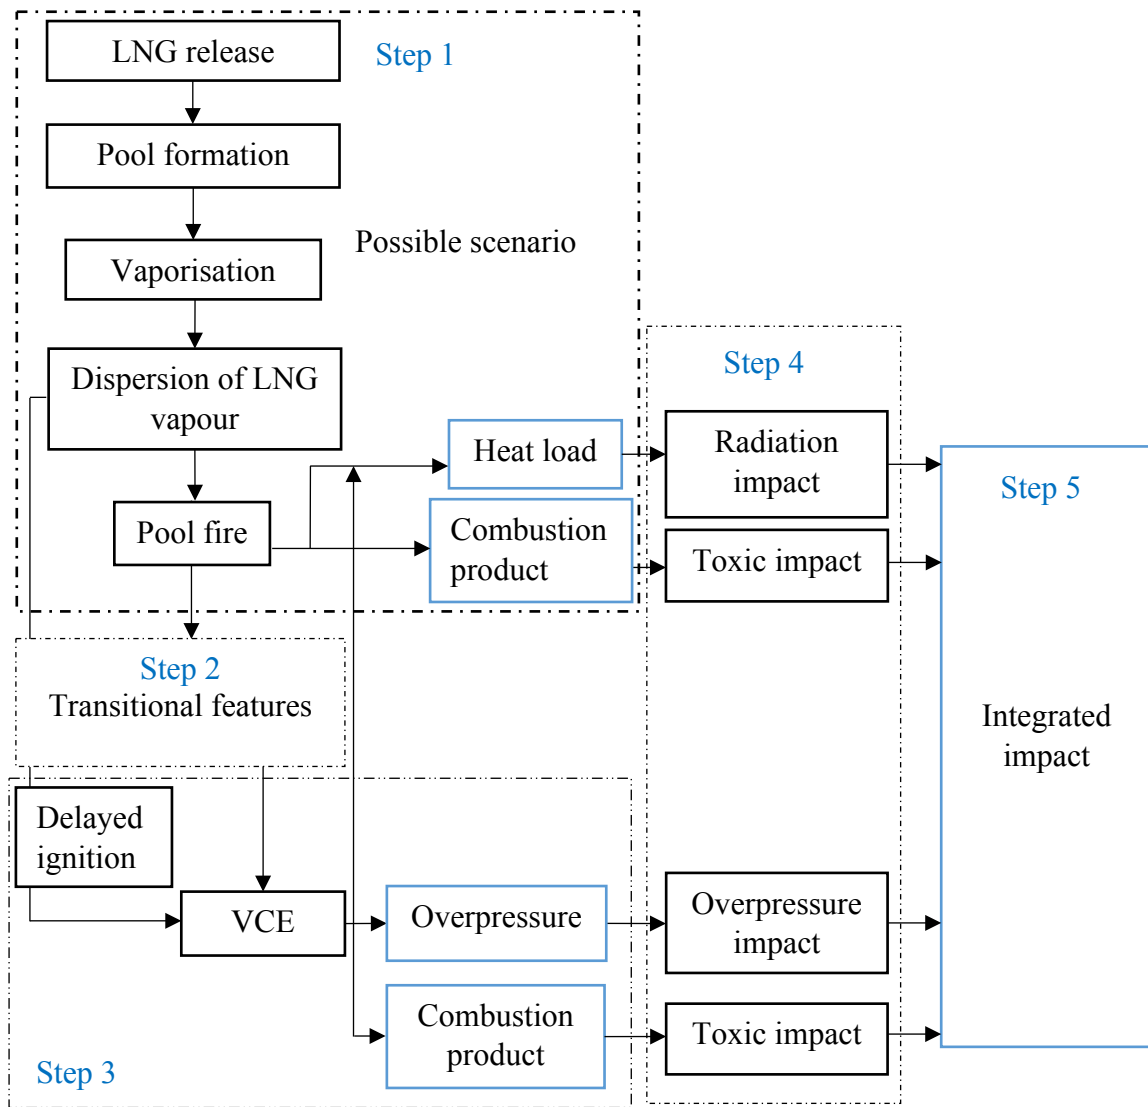 LNG release
Step 1
Pool formation
Possible scenario
Vaporisation
Dispersion of LNG
vapour
Pool fire
Heat load
Combustion
product
Step 4
Radiation
impact
Toxic impact
Step 5
Integrated
impact
Step 2
Transitional features
Delayed
ignition
VCE
Overpressure
Overpressure
impact
Combustion
product
Toxic impact
Step 3